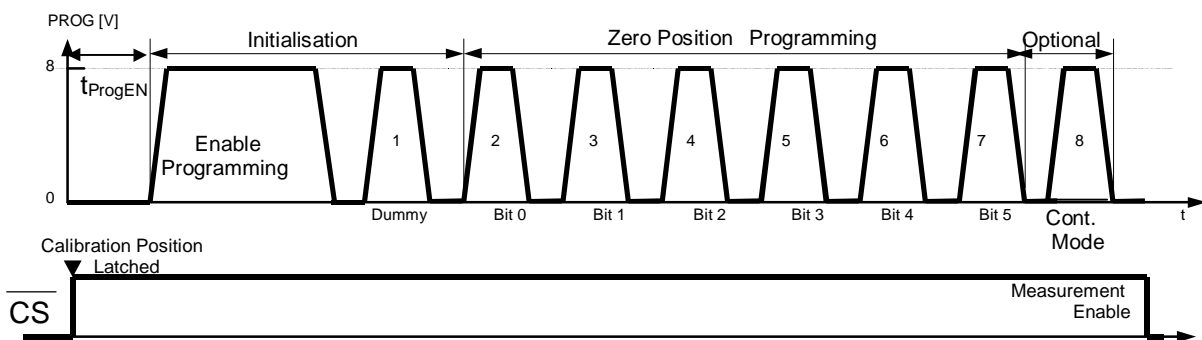 PROG [V]
Initialisation
Zero Position Programming
Optional
8
tProgEN
Enable
Programming
1
2
3
4
5
6
7
8
0
Dummy
Bit 0
Bit 1
Bit 2
Bit 3
Bit 4
Bit 5
Cont.
Mode
t
Calibration Position
Latched
CS
Measurement
Enable